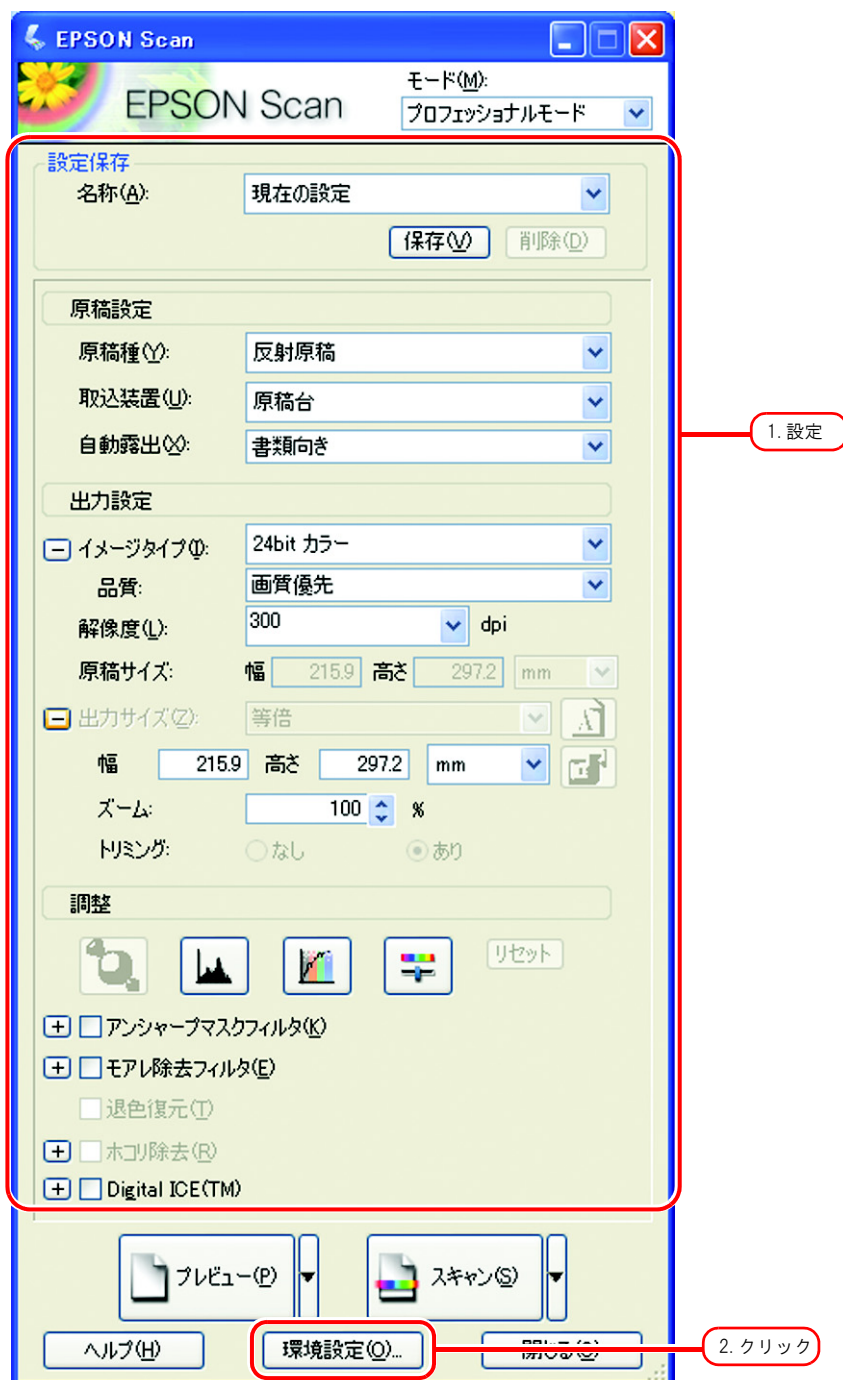 EPSON Scan
EPSON Scan
モード(M):
プロフェッショナルモード
設定保存
名称(A):
現在の設定
保存(V)
削除(D)
原稿設定
原稿種(Y):
反射原稿
取込装置(U):
原稿台
自動露出(X):
書類向き
1. 設定
出力設定
イメージタイプ(I):
24bit カラー
品質:
画質優先
解像度(L):
300
dpi
原稿サイズ:
幅 215.9 高さ 297.2 mm
出力サイズ(Z):
等倍
幅 215.9 高さ 297.2 mm
ズーム:
100 %
トリミング:
なし
あり
調整
リセット
アンシャープマスクフィルタ(K)
モアレ除去フィルタ(E)
退色復元(T)
ホコリ除去(R)
Digital ICE(TM)
プレビュー(P)
スキャン(S)
ヘルプ(H)
環境設定(O)...
閉じる(C)
2. クリック